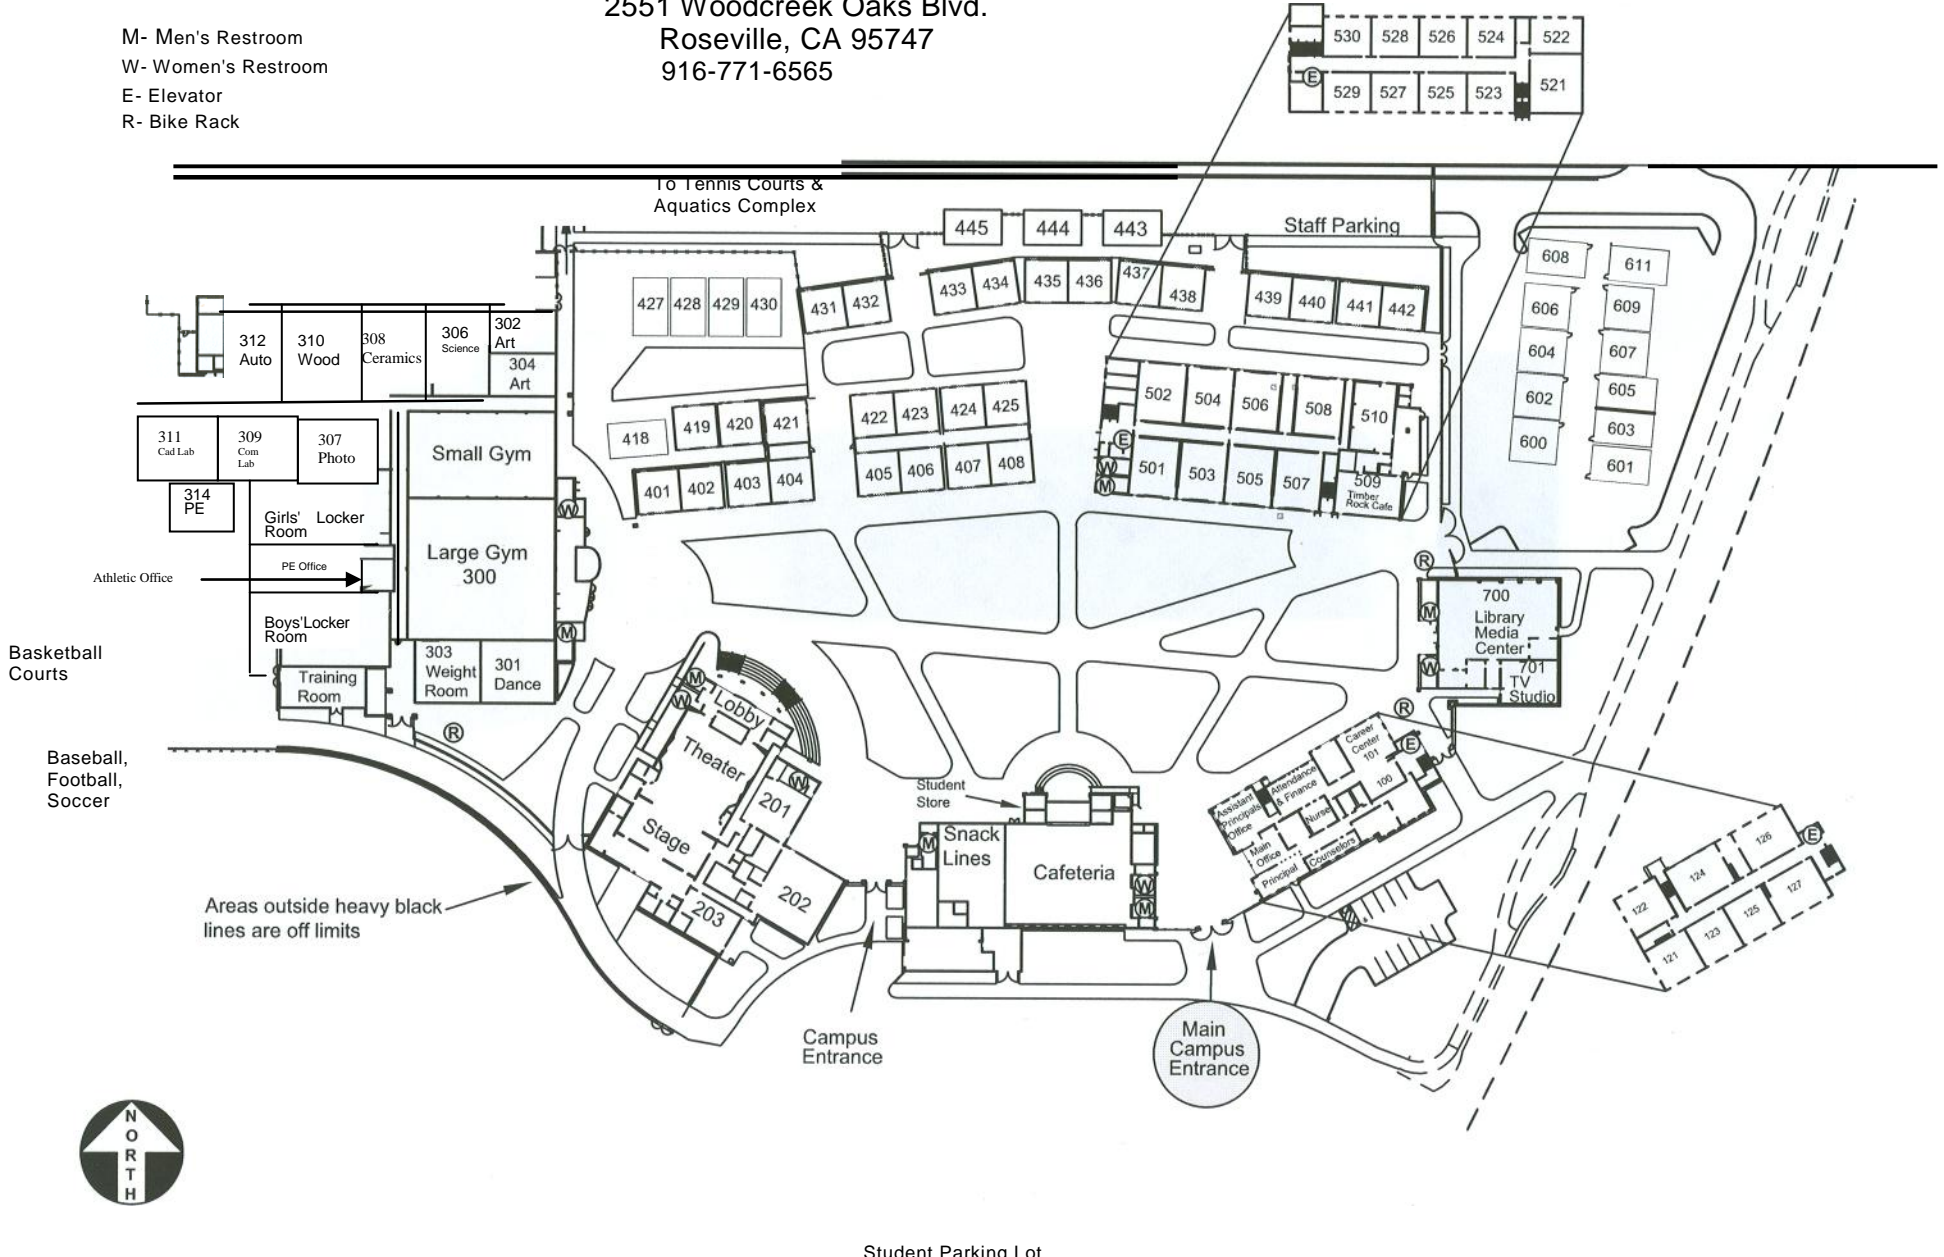 2551 Woodcreek Oaks Blvd.
Roseville, CA 95747
916-771-6565
M- Men's Restroom
W- Women's Restroom
E- Elevator
R- Bike Rack
530
528
526
524
522
E
529
527
525
523
521
To Tennis Courts &
Aquatics Complex
445
444
443
Staff Parking
427
428
429
430
431
432
433
434
435
436
437
438
439
440
441
442
608
611
606
609
604
607
602
605
600
603
601
312
Auto
310
Wood
308
Ceramics
306
Science
302
Art
304
Art
418
419
420
421
422
423
424
425
401
402
403
404
405
406
407
408
502
504
506
508
510
E
W
M
501
503
505
507
509
Timber
Rock Cafe
311
Cad Lab
309
Com
Lab
307
Photo
314
PE
Small Gym
Girls' Locker
Room
W
Large Gym
300
PE Office
Athletic Office
Boys'Locker
Room
M
303
Weight
Room
301
Dance
Training
Room
R
Basketball
Courts
Baseball,
Football,
Soccer
R
700
Library
Media
Center
M
W
701
TV
Studio
R
M
W
Lobby
Theater
W
201
Stage
202
203
Student
Store
Snack
Lines
M
Cafeteria
W
M
Career
Center
101
E
100
Attendance
& Finance
Assistant
Principals
Office
Nurse
Main
Office
Counselors
Principal
126
E
124
127
122
125
123
121
Areas outside heavy black
lines are off limits
Campus
Entrance
Main
Campus
Entrance
NORTH
Student Parking Lot